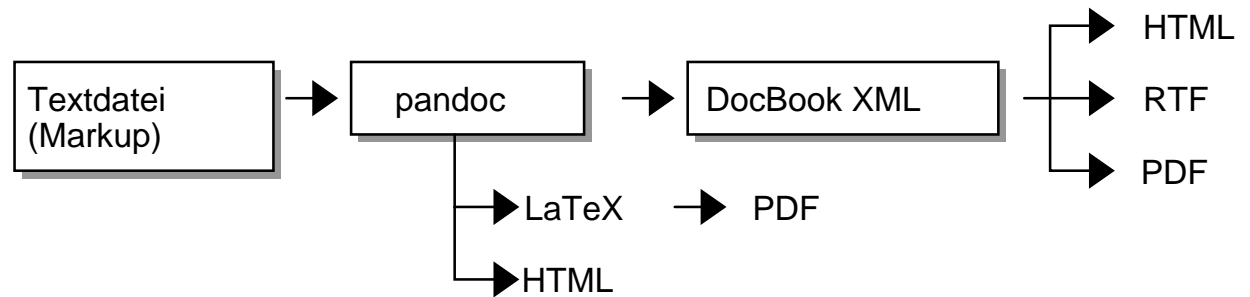 HTML
Textdatei
(Markup)
pandoc
DocBook XML
RTF
PDF
LaTeX
PDF
HTML